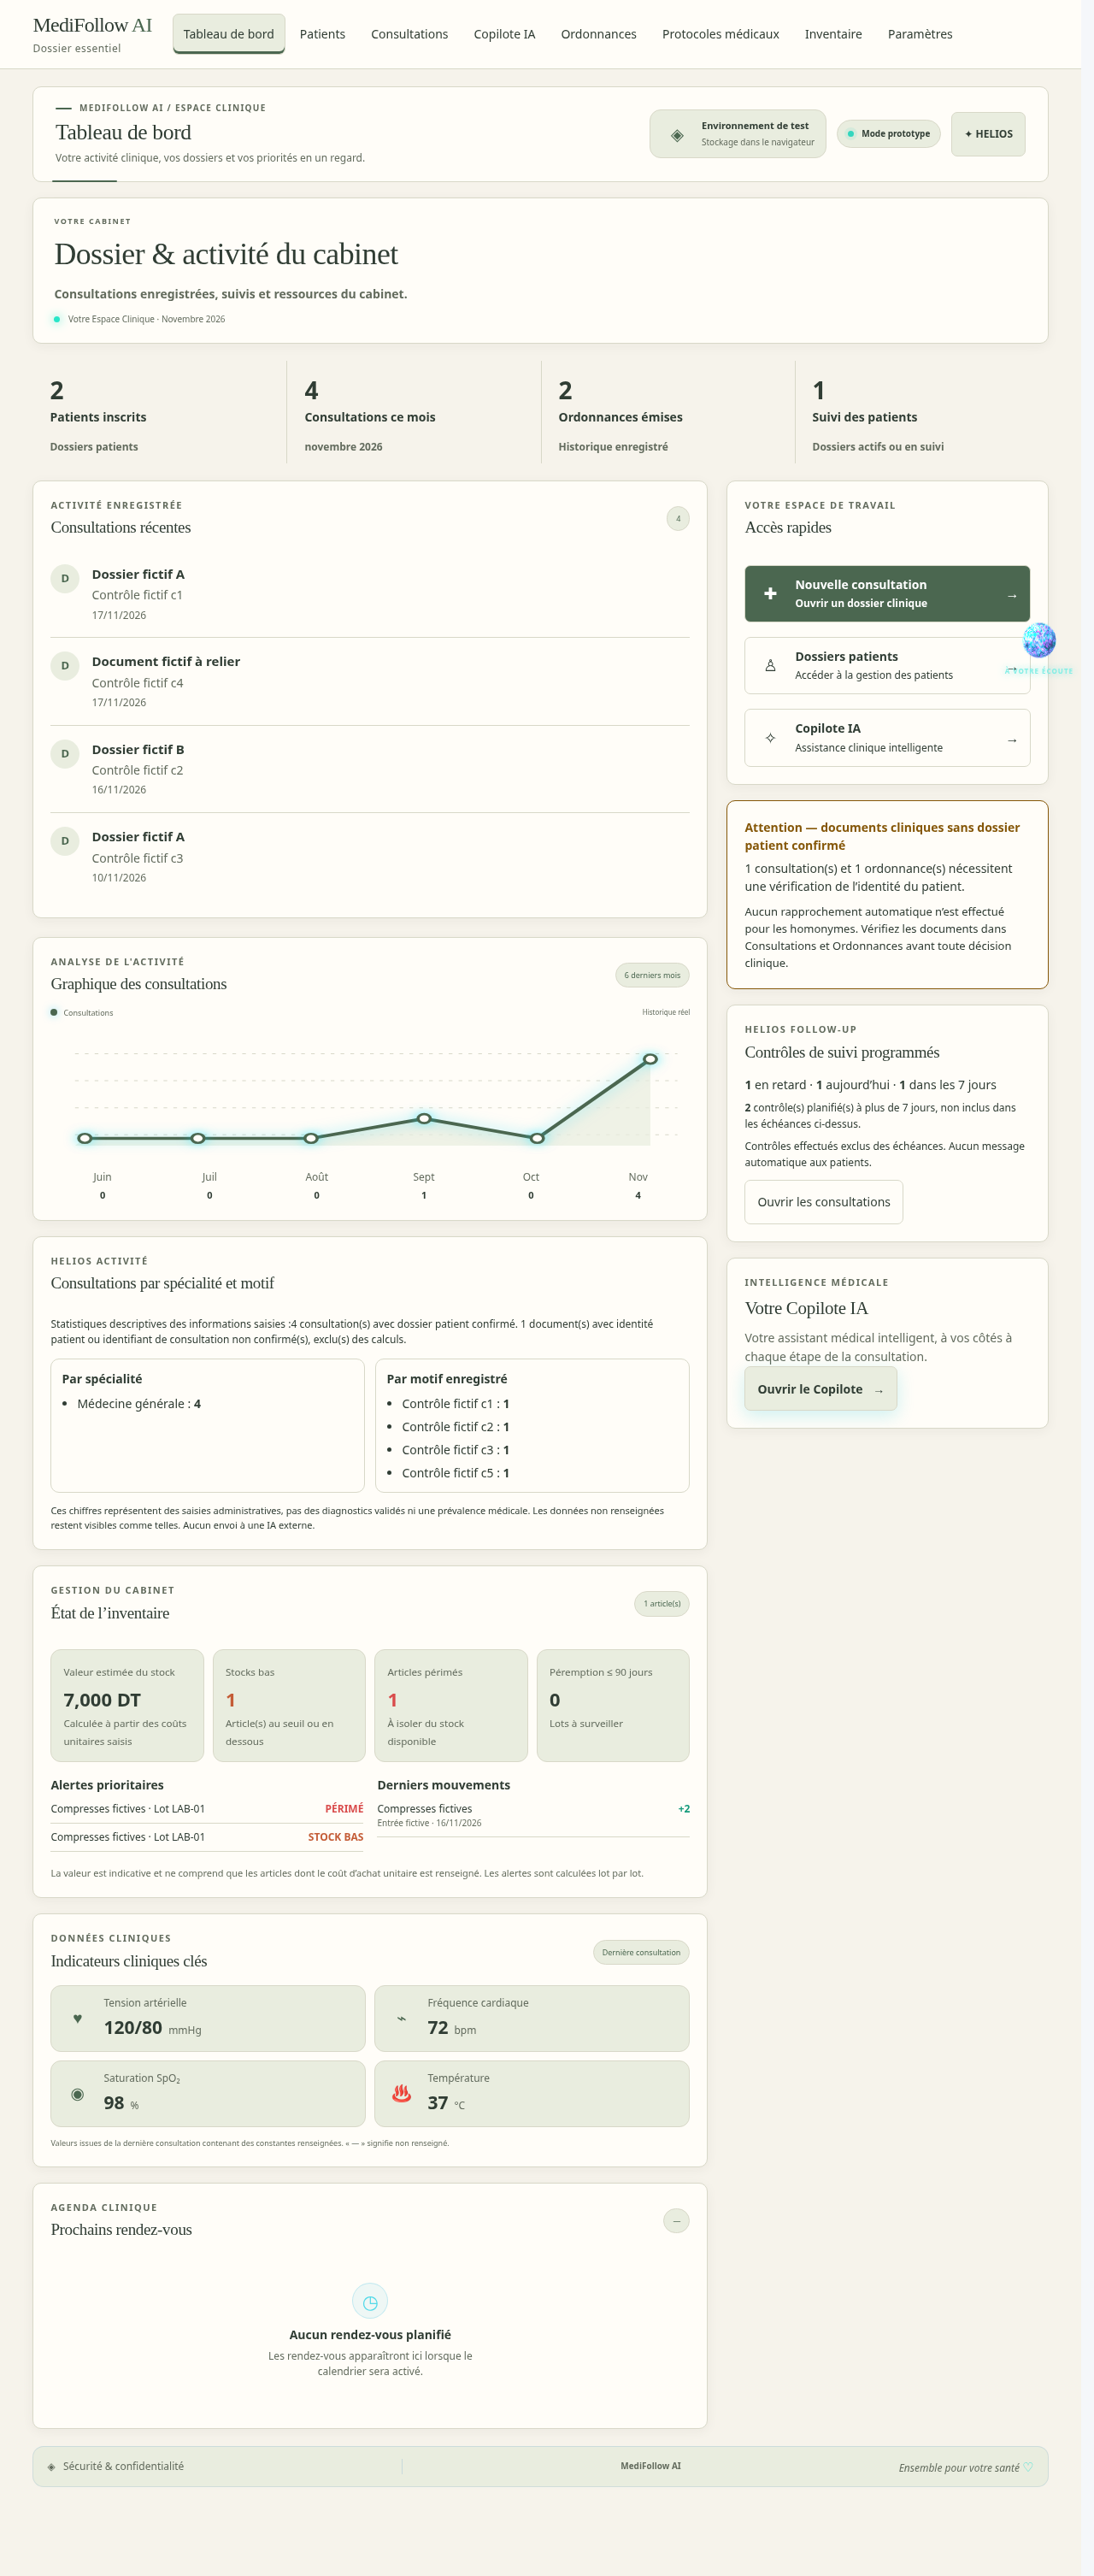 MediFollow AI
Dossier essentiel
Tableau de bord
Patients
Consultations
Copilote IA
Ordonnances
Protocoles médicaux
Inventaire
Paramètres
MEDIFOLLOW AI / ESPACE CLINIQUE
Tableau de bord
Votre activité clinique, vos dossiers et vos priorités en un regard.
Environnement de test
Stockage dans le navigateur
Mode prototype
✦ HELIOS
VOTRE CABINET
Dossier & activité du cabinet
Consultations enregistrées, suivis et ressources du cabinet.
Votre Espace Clinique · Novembre 2026
2
Patients inscrits
Dossiers patients
4
Consultations ce mois
novembre 2026
2
Ordonnances émises
Historique enregistré
1
Suivi des patients
Dossiers actifs ou en suivi
ACTIVITÉ ENREGISTRÉE
Consultations récentes
4
D
Dossier fictif A
Contrôle fictif c1
17/11/2026
D
Document fictif à relier
Contrôle fictif c4
17/11/2026
D
Dossier fictif B
Contrôle fictif c2
16/11/2026
D
Dossier fictif A
Contrôle fictif c3
10/11/2026
VOTRE ESPACE DE TRAVAIL
Accès rapides
Nouvelle consultation
Ouvrir un dossier clinique
→
Dossiers patients
Accéder à la gestion des patients
→
À VOTRE ÉCOUTE
Copilote IA
Assistance clinique intelligente
→
Attention — documents cliniques sans dossier
patient confirmé
1 consultation(s) et 1 ordonnance(s) nécessitent
une vérification de l’identité du patient.
Aucun rapprochement automatique n’est effectué
pour les homonymes. Vérifiez les documents dans
Consultations et Ordonnances avant toute décision
clinique.
ANALYSE DE L'ACTIVITÉ
Graphique des consultations
6 derniers mois
Consultations
Historique réel
Juin
Juil
Août
Sept
Oct
Nov
0
0
0
1
0
4
HELIOS FOLLOW-UP
Contrôles de suivi programmés
1 en retard · 1 aujourd’hui · 1 dans les 7 jours
2 contrôle(s) planifié(s) à plus de 7 jours, non inclus dans
les échéances ci-dessus.
Contrôles effectués exclus des échéances. Aucun message
automatique aux patients.
Ouvrir les consultations
HELIOS ACTIVITÉ
Consultations par spécialité et motif
Statistiques descriptives des informations saisies :4 consultation(s) avec dossier patient confirmé. 1 document(s) avec identité
patient ou identifiant de consultation non confirmé(s), exclu(s) des calculs.
Par spécialité
• Médecine générale : 4
Par motif enregistré
• Contrôle fictif c1 : 1
• Contrôle fictif c2 : 1
• Contrôle fictif c3 : 1
• Contrôle fictif c5 : 1
Ces chiffres représentent des saisies administratives, pas des diagnostics validés ni une prévalence médicale. Les données non renseignées
restent visibles comme telles. Aucun envoi à une IA externe.
INTELLIGENCE MÉDICALE
Votre Copilote IA
Votre assistant médical intelligent, à vos côtés à
chaque étape de la consultation.
Ouvrir le Copilote →
GESTION DU CABINET
État de l’inventaire
1 article(s)
Valeur estimée du stock
7,000 DT
Calculée à partir des coûts
unitaires saisis
Stocks bas
1
Article(s) au seuil ou en
dessous
Articles périmés
1
À isoler du stock
disponible
Péremption ≤ 90 jours
0
Lots à surveiller
Alertes prioritaires
Compresses fictives · Lot LAB-01
PÉRIMÉ
Compresses fictives · Lot LAB-01
STOCK BAS
Derniers mouvements
Compresses fictives
+2
Entrée fictive · 16/11/2026
La valeur est indicative et ne comprend que les articles dont le coût d’achat unitaire est renseigné. Les alertes sont calculées lot par lot.
DONNÉES CLINIQUES
Indicateurs cliniques clés
Dernière consultation
Tension artérielle
120/80 mmHg
Fréquence cardiaque
72 bpm
Saturation SpO₂
98 %
Température
37 °C
Valeurs issues de la dernière consultation contenant des constantes renseignées. « — » signifie non renseigné.
AGENDA CLINIQUE
Prochains rendez-vous
—
Aucun rendez-vous planifié
Les rendez-vous apparaîtront ici lorsque le
calendrier sera activé.
Sécurité & confidentialité
MediFollow AI
Ensemble pour votre santé ♡